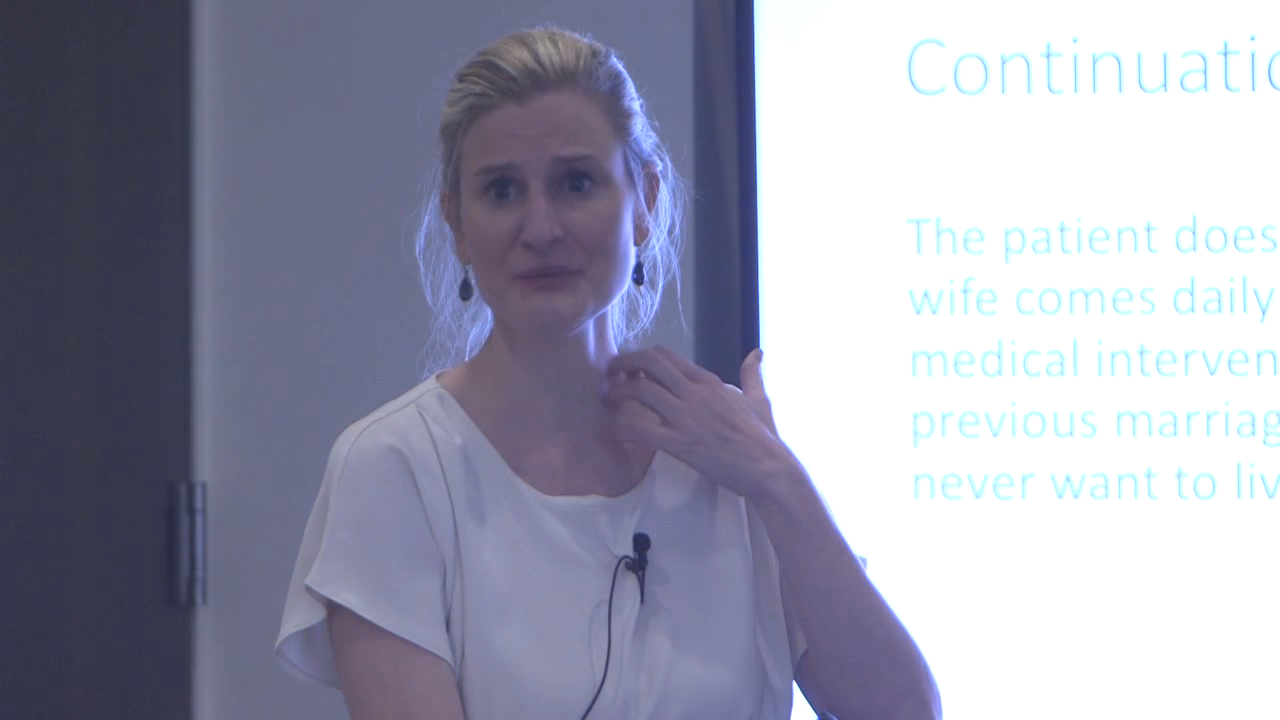 Continuatio
The patient does
wife comes daily
medical interven
previous marriag
never want to liv